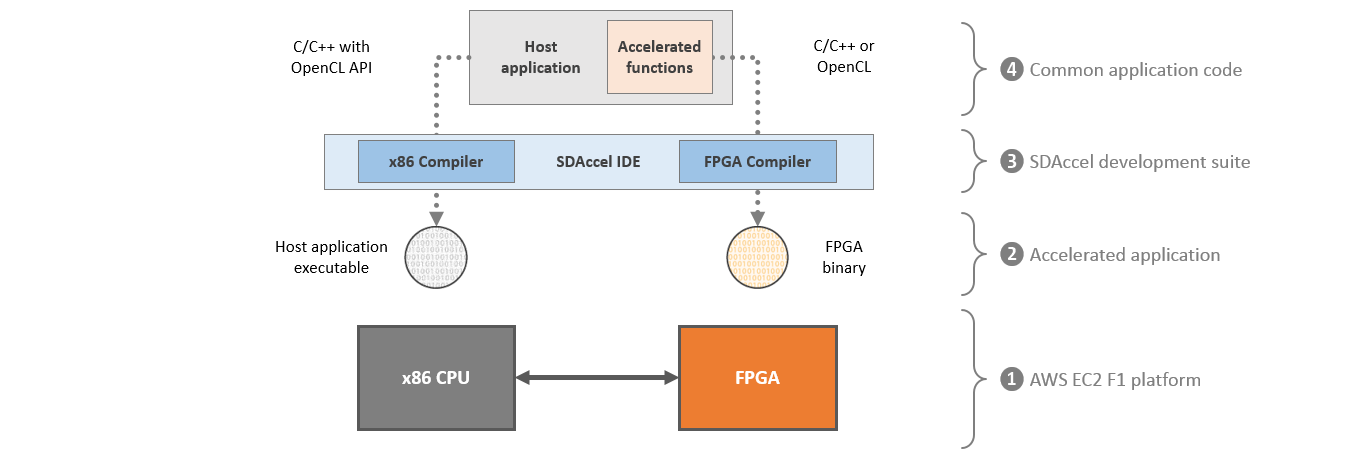 C/C++ with
OpenCL API
Host
application
Accelerated
functions
C/C++ or
OpenCL
4 Common application code
x86 Compiler
SDAccel IDE
FPGA Compiler
3 SDAccel development suite
Host application
executable
FPGA
binary
2 Accelerated application
x86 CPU
FPGA
1 AWS EC2 F1 platform